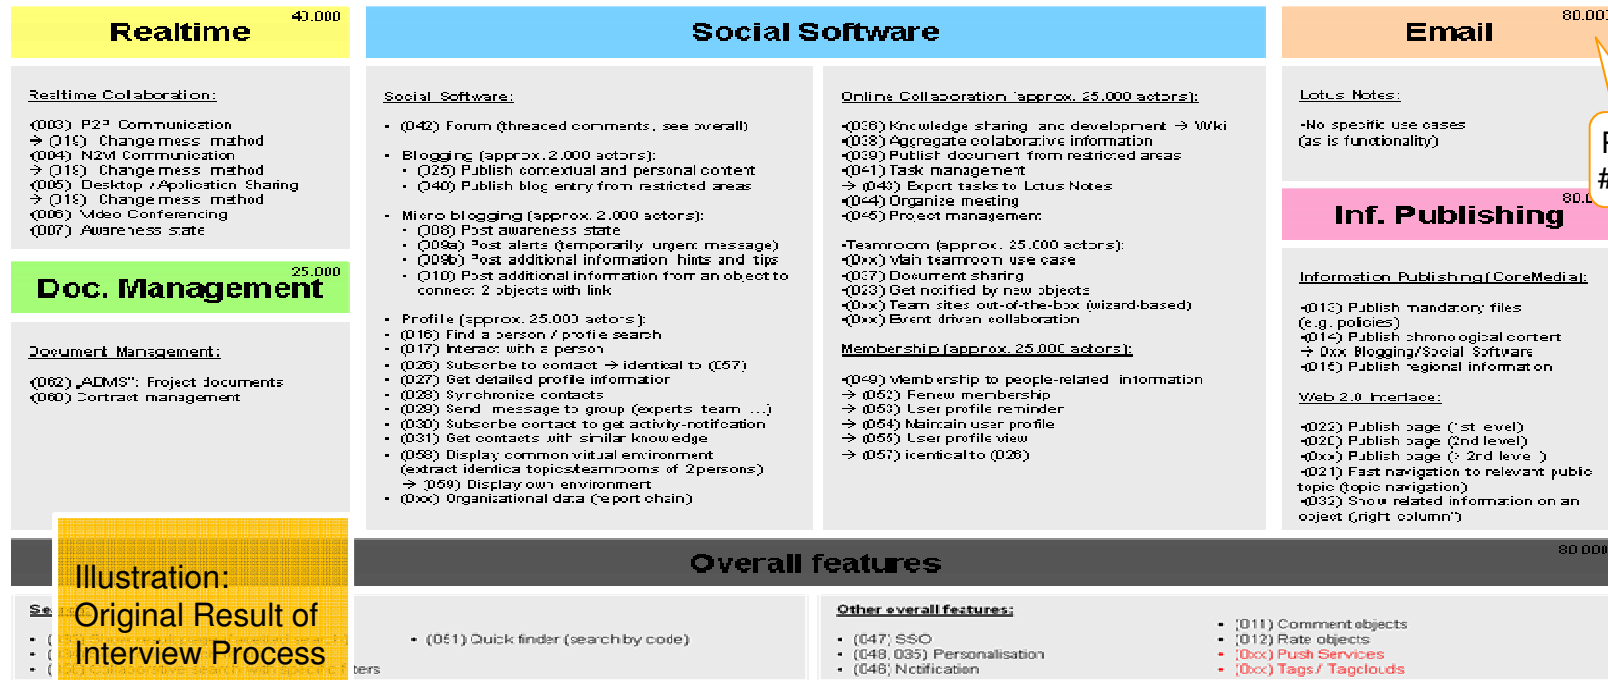 Realtime
40.000
Realtime Collaboration:
(003) P2P Communication
→ (019) Change mess. method
(004) N2M Communication
→ (019) Change mess. method
(005) Desktop / Application Sharing
→ (019) Change mess. method
(006) Video Conferencing
(007) Awareness state
Doc. Management
25.000
Document Management:
(062) „ADMS“: Project documents
(060) Contract management
Social Software
Social Software:
• (042) Forum (threaded comments, see overall)
• Blogging (approx. 2.000 actors):
• (025) Publish contextual and personal content
• (040) Publish blog entry from restricted areas
• Micro blogging (approx. 2.000 actors):
• (008) Post awareness state
• (009a) Post alerts (temporarily, urgent message)
• (009b) Post additional information, hints and tips
• (010) Post additional information from an object to
connect 2 objects with link
• Profile (approx. 25.000 actors):
• (016) Find a person / profile search
• (017) Interact with a person
• (026) Subscribe to contact → identical to (057)
• (027) Get detailed profile information
• (028) Synchronize contacts
• (029) Send message to group (experts, team, ...)
• (030) Subscribe contact to get activity-notification
• (031) Get contacts with similar knowledge
• (058) Display common virtual environment
(extract identical topics/teamrooms of 2 persons)
→ (059) Display own environment
• (0xx) Organizational data (report chain)
Online Collaboration (approx. 25.000 actors):
(036) Knowledge sharing and development → Wiki
(038) Aggregate colaborative information
(039) Publish document from restricted areas
(041) Task management
→ (043) Export tasks to Lotus Notes
(044) Organize meeting
(045) Project management
•Teamroom (approx. 25.000 actors):
(0xx) Main teamroom use case
(037) Document sharing
(023) Get notified by new objects
(0xx) Team sites out-of-the-box (wizard-based)
(0xx) Event driven collaboration
Membership (approx. 25.000 actors):
(049) Membership to people-related information
→ (052) Renew membership
→ (053) User profile reminder
→ (054) Maintain user profile
→ (055) User profile view
→ (057) identical to (026)
Email
80.000
Lotus Notes:
•No specific use cases
(as is functionality)
Inf. Publishing
Information Publishing (CoreMedia):
(013) Publish mandatory files
(e.g. policies)
(014) Publish chronological content
→ 0xx Blogging/Social Software
(015) Publish regional information
Web 2.0 Interface:
(022) Publish page (1st level)
(020) Publish page (2nd level)
(0xx) Publish page (> 2nd level)
(021) Fast navigation to relevant public
topic (topic navigation)
(032) Show related information on an
object („right column“)
Overall features
80.000
Illustration:
Original Result of
Interview Process
• (051) Quick finder (search by code)
Other overall features:
• (047) SSO
• (048, 035) Personalisation
• (046) Notification
• (011) Comment objects
• (012) Rate objects
• (0xx) Push Services
• (0xx) Tags / Tagclouds